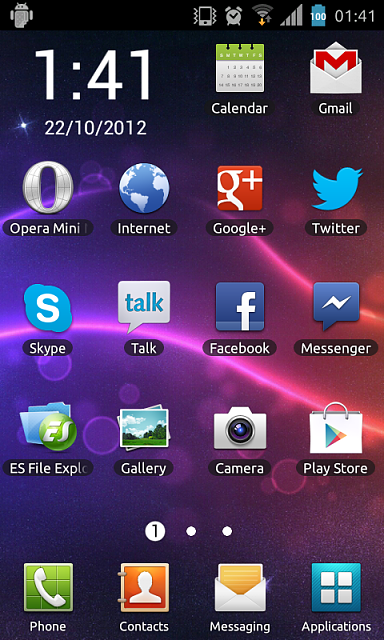 100 01:41
1:41
22/10/2012
Calendar
Gmail
Opera Mini
Internet
g+
Google+
Twitter
S
Skype
talk
Talk
f
Facebook
Messenger
ES
ES File Explo
Gallery
Camera
Play Store
1
Phone
Contacts
Messaging
Applications